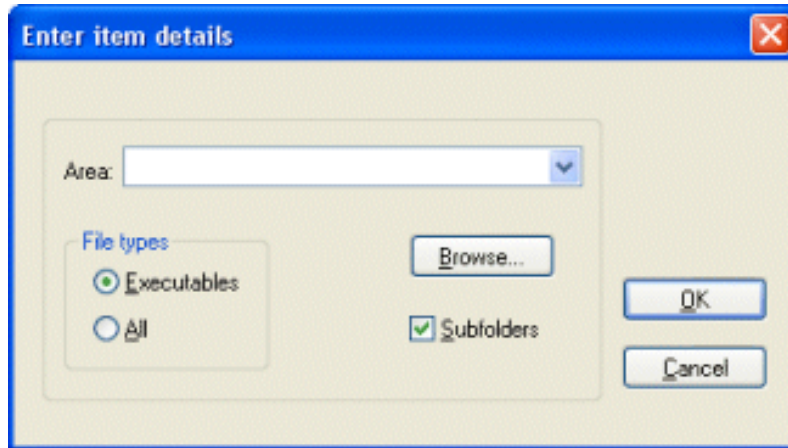 Enter item details
Area:
File types
Browse...
Executables
OK
All
Subfolders
Cancel